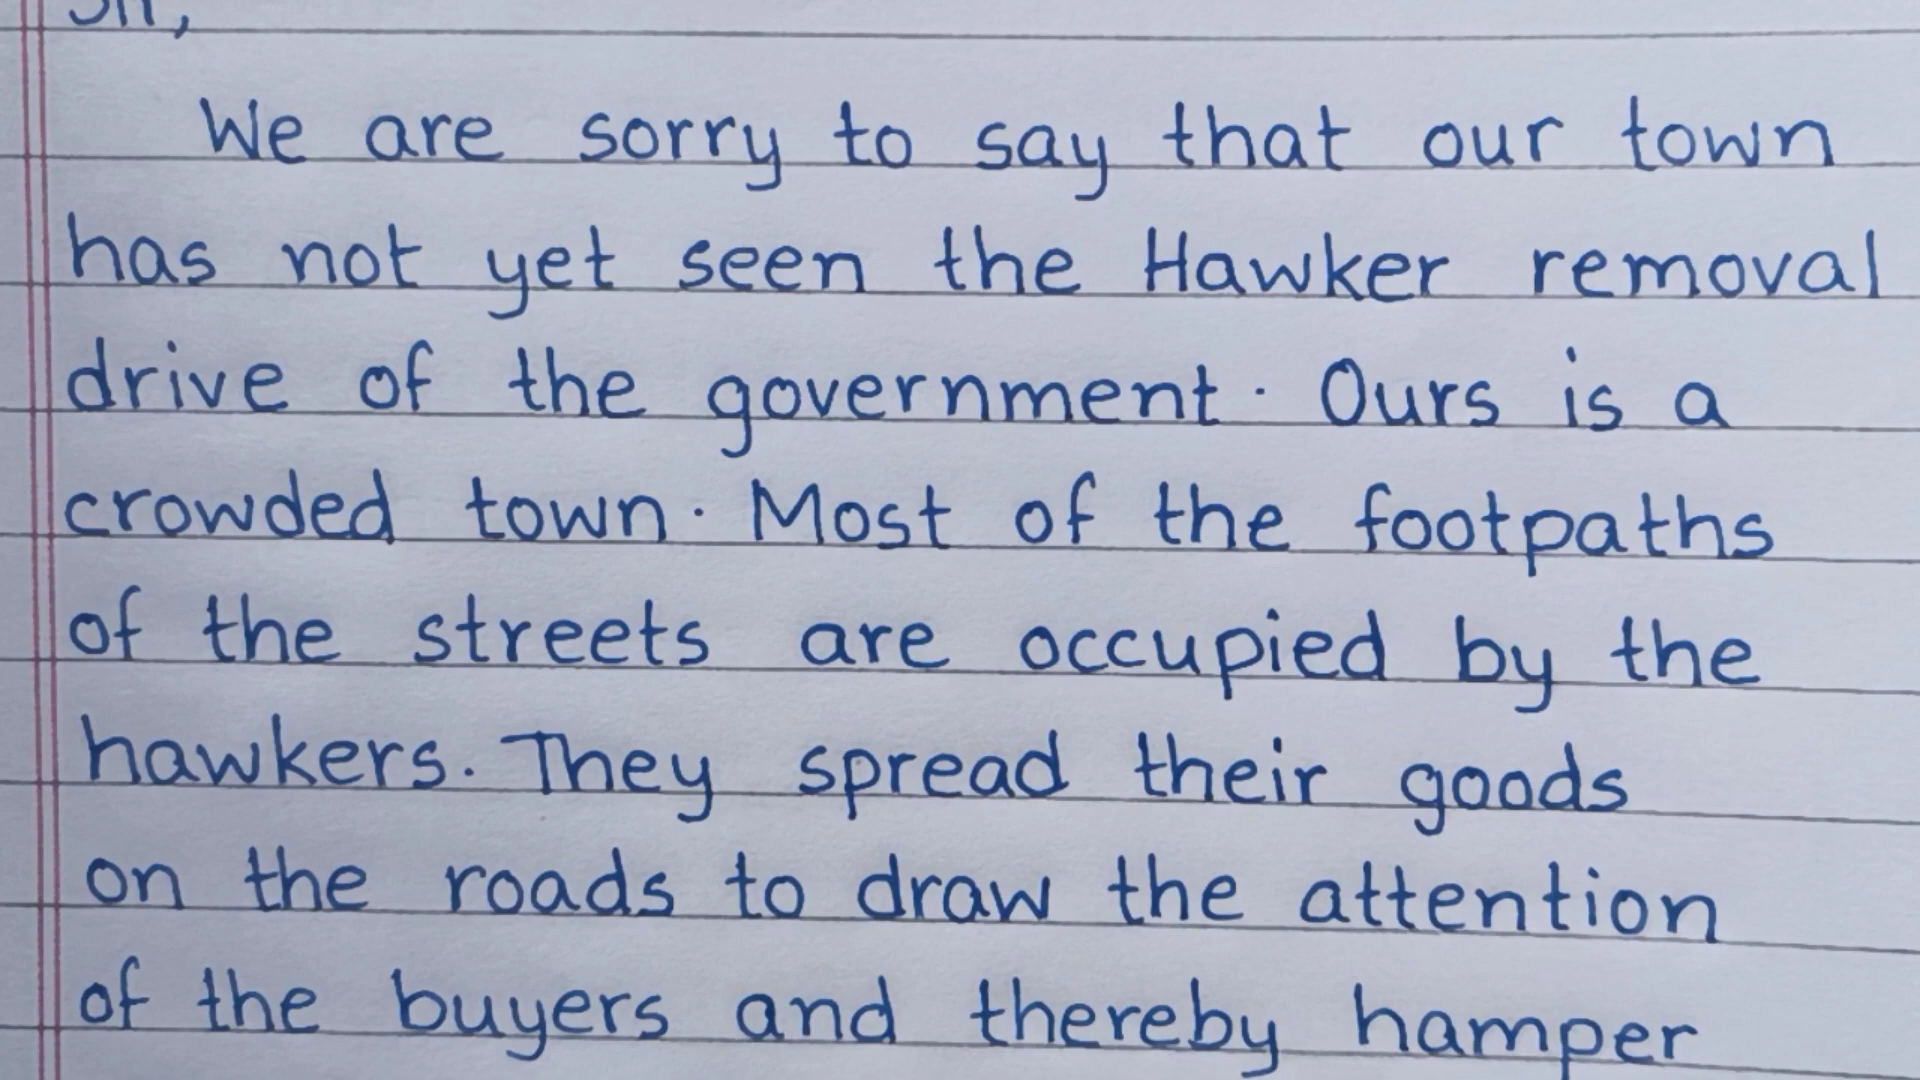 Sir,
We are sorry to say that our town
has not yet seen the Hawker removal
drive of the government. Ours is a
crowded town. Most of the footpaths
of the streets are occupied by the
hawkers. They spread their goods
on the roads to draw the attention
of the buyers and thereby hamper